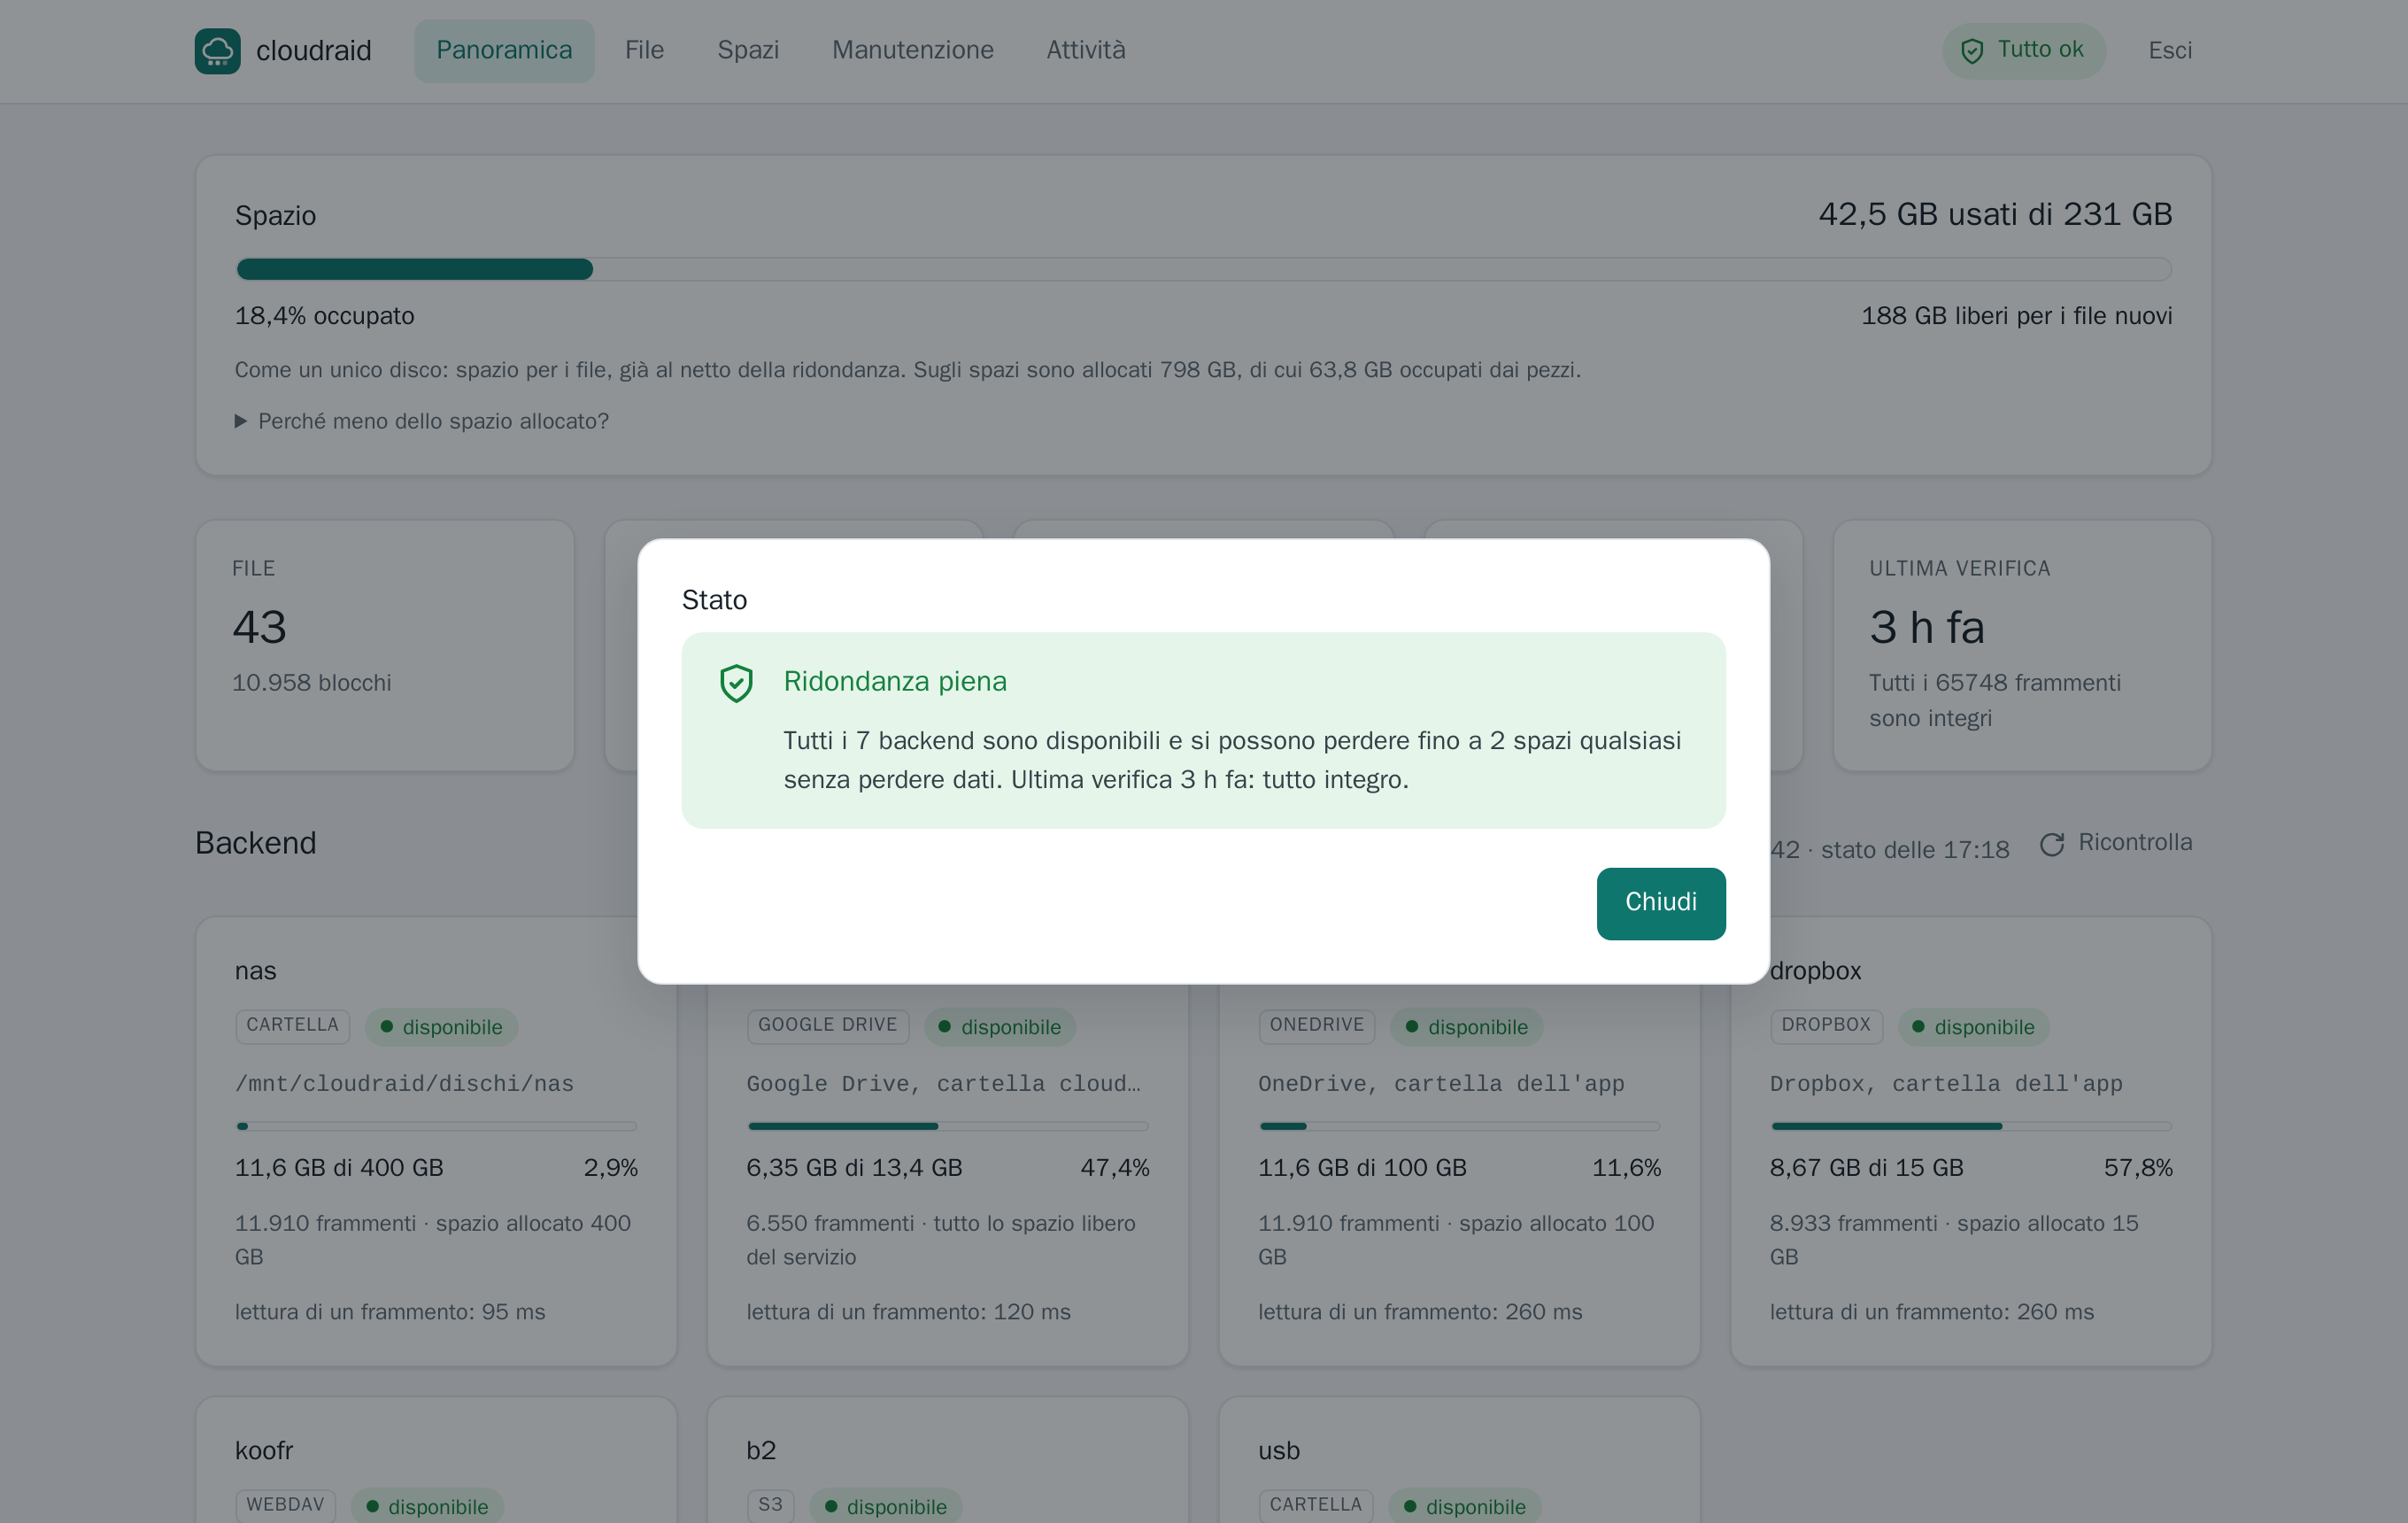 cloudraid
Panoramica
File
Spazi
Manutenzione
Attività
Tutto ok
Esci
Spazio
42,5 GB usati di 231 GB
18,4% occupato
188 GB liberi per i file nuovi
Come un unico disco: spazio per i file, già al netto della ridondanza. Sugli spazi sono allocati 798 GB, di cui 63,8 GB occupati dai pezzi.
Perché meno dello spazio allocato?
FILE
43
10.958 blocchi
ULTIMA VERIFICA
3 h fa
Tutti i 65748 frammenti
sono integri
Stato
Ridondanza piena
Tutti i 7 backend sono disponibili e si possono perdere fino a 2 spazi qualsiasi
senza perdere dati. Ultima verifica 3 h fa: tutto integro.
Chiudi
Backend
42 · stato delle 17:18
Ricontrolla
nas
CARTELLA
disponibile
/mnt/cloudraid/dischi/nas
11,6 GB di 400 GB
2,9%
11.910 frammenti · spazio allocato 400
GB
lettura di un frammento: 95 ms
GOOGLE DRIVE
disponibile
Google Drive, cartella cloud…
6,35 GB di 13,4 GB
47,4%
6.550 frammenti · tutto lo spazio libero
del servizio
lettura di un frammento: 120 ms
ONEDRIVE
disponibile
OneDrive, cartella dell'app
11,6 GB di 100 GB
11,6%
11.910 frammenti · spazio allocato 100
GB
lettura di un frammento: 260 ms
dropbox
DROPBOX
disponibile
Dropbox, cartella dell'app
8,67 GB di 15 GB
57,8%
8.933 frammenti · spazio allocato 15
GB
lettura di un frammento: 260 ms
koofr
WEBDAV
disponibile
b2
S3
disponibile
usb
CARTELLA
disponibile